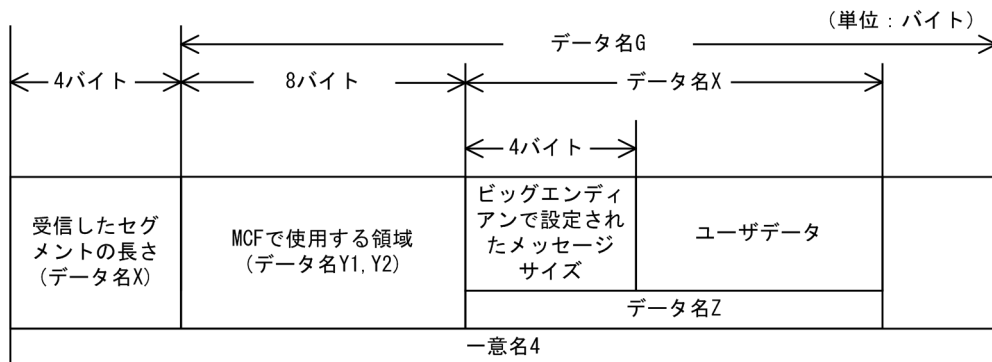 （単位：バイト）
データ名G
4バイト
8バイト
データ名X
4バイト
受信したセグ
メントの長さ
（データ名X）
MCFで使用する領域
（データ名Y1,Y2）
ビッグエンディ
アンで設定され
たメッセージ
サイズ
ユーザデータ
データ名Z
一意名4